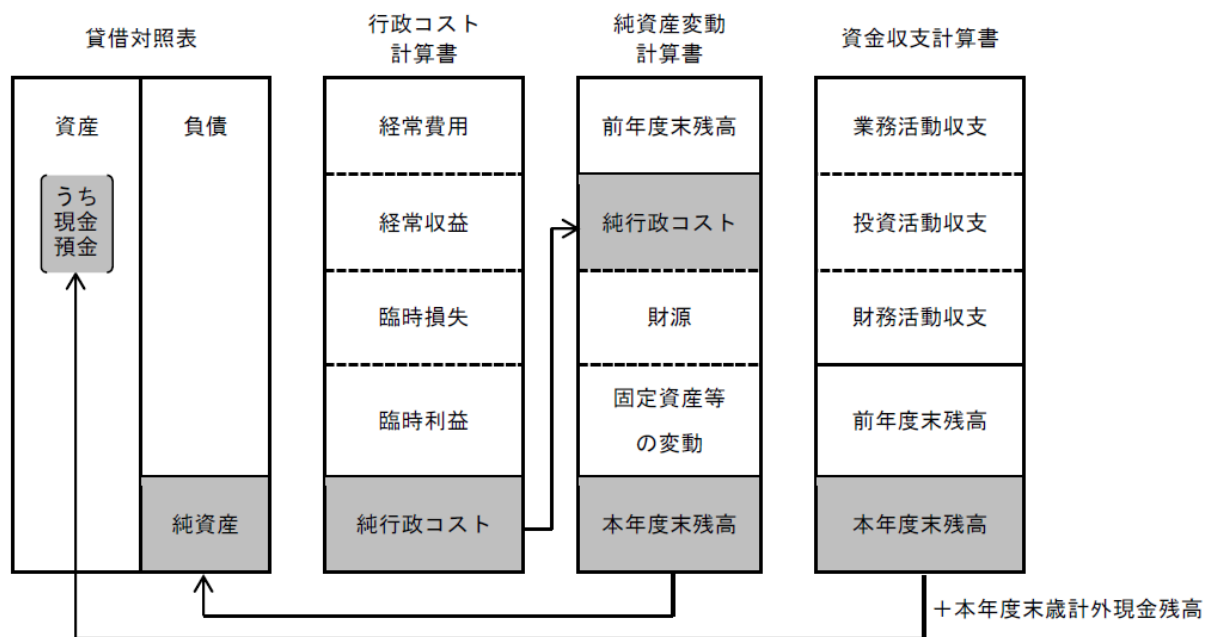 貸借対照表
資産
うち
現金
預金
負債
純資産
行政コスト
計算書
経常費用
経常収益
臨時損失
臨時利益
純行政コスト
純資産変動
計算書
前年度末残高
純行政コスト
財源
固定資産等
の変動
本年度末残高
資金収支計算書
業務活動収支
投資活動収支
財務活動収支
前年度末残高
本年度末残高
＋本年度末歳計外現金残高